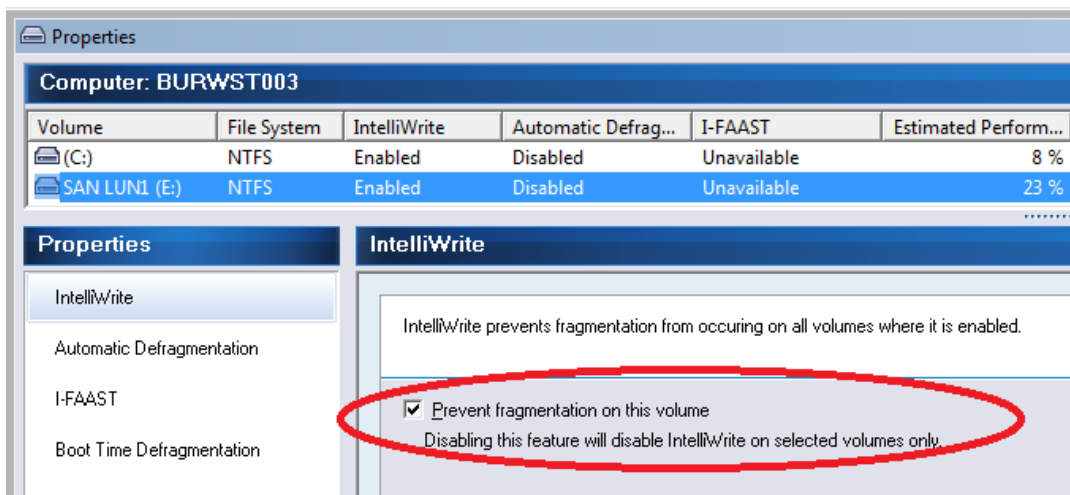 Properties
Computer: BURWST003
Volume File System IntelliWrite Automatic Defrag... I-FAAST Estimated Perform...
(C:) NTFS Enabled Disabled Unavailable 8 %
SAN LUN1 (E:) NTFS Enabled Disabled Unavailable 23 %
Properties
IntelliWrite
Automatic Defragmentation
I-FAAST
Boot Time Defragmentation
IntelliWrite
IntelliWrite prevents fragmentation from occuring on all volumes where it is enabled.
Prevent fragmentation on this volume
Disabling this feature will disable IntelliWrite on selected volumes only.